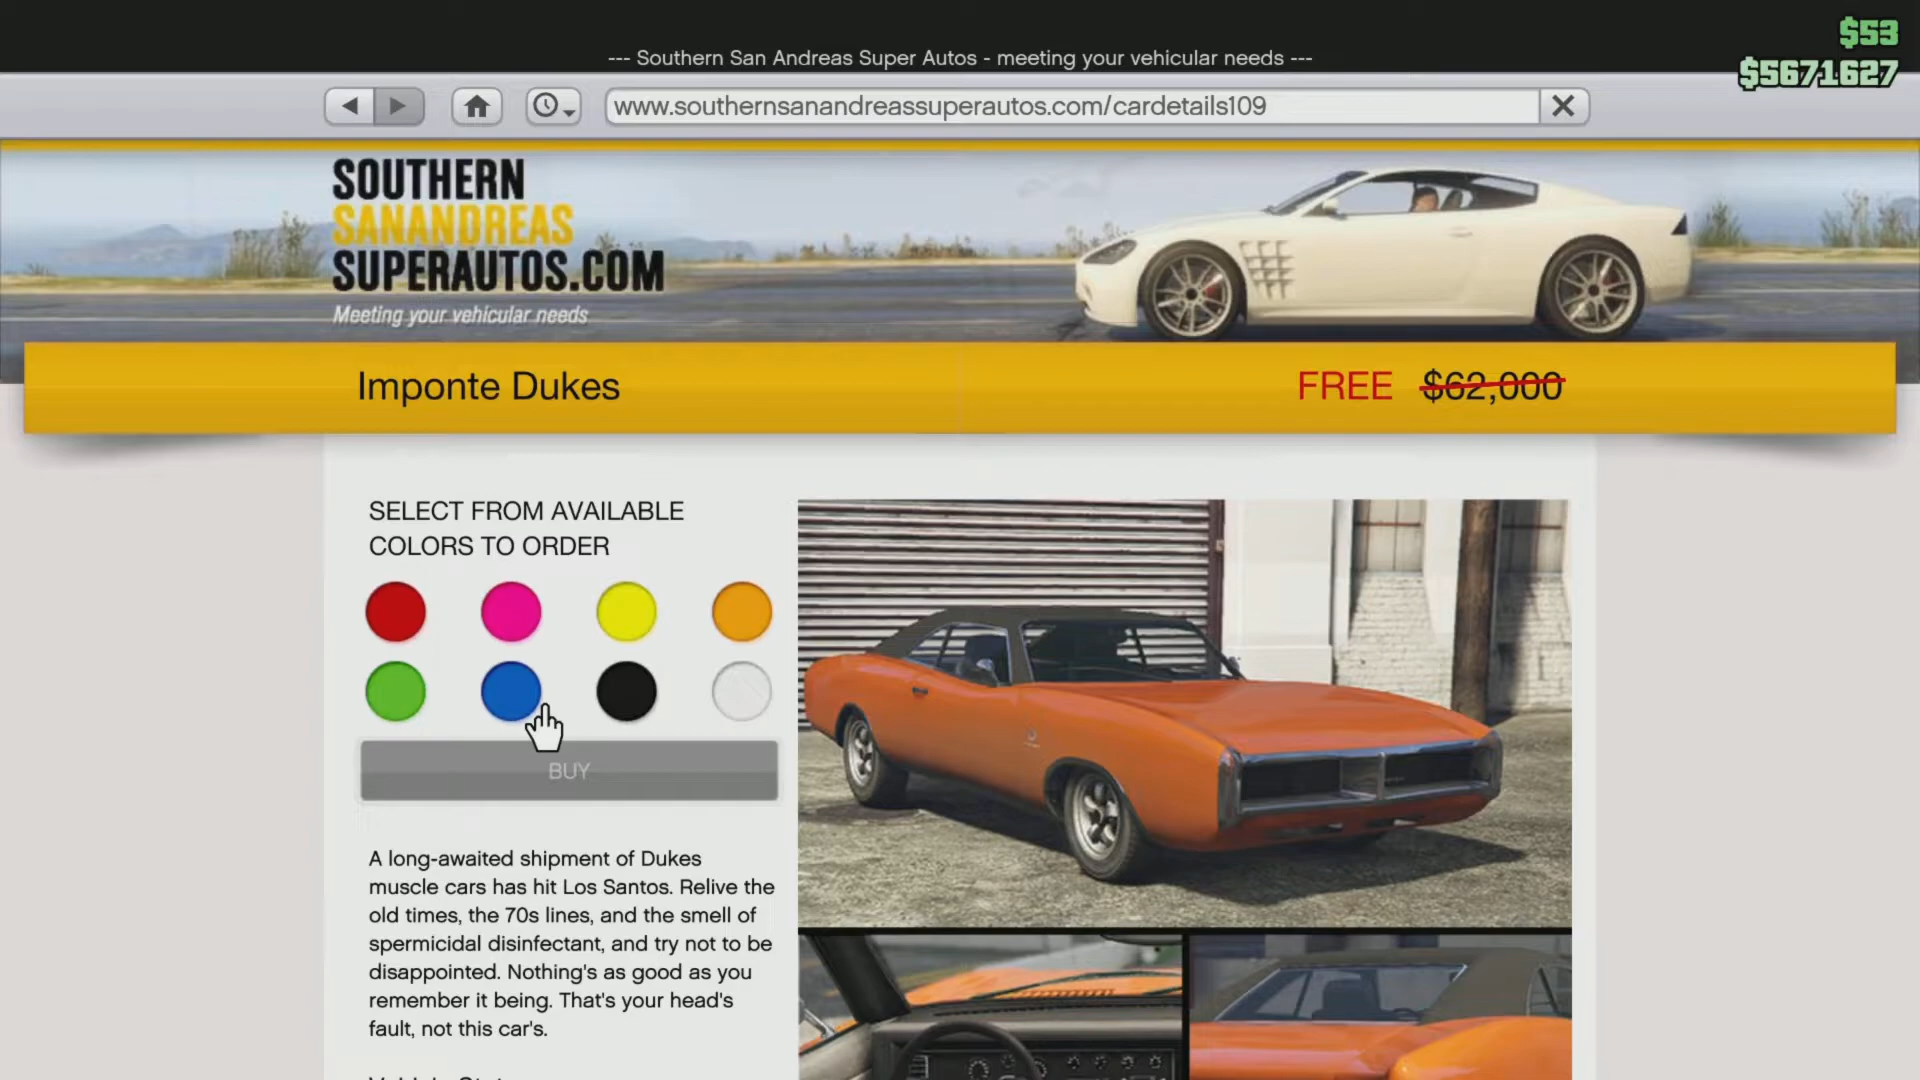 $53
--- Southern San Andreas Super Autos - meeting your vehicular needs ---
$5671627
www.southernsanandreassuperautos.com/cardetails109
SOUTHERN
SANANDREAS
SUPERAUTOS.COM
Meeting your vehicular needs
Imponte Dukes
FREE $62,000
SELECT FROM AVAILABLE
COLORS TO ORDER
BUY
A long-awaited shipment of Dukes
muscle cars has hit Los Santos. Relive the
old times, the 70s lines, and the smell of
spermicidal disinfectant, and try not to be
disappointed. Nothing's as good as you
remember it being. That's your head's
fault, not this car's.